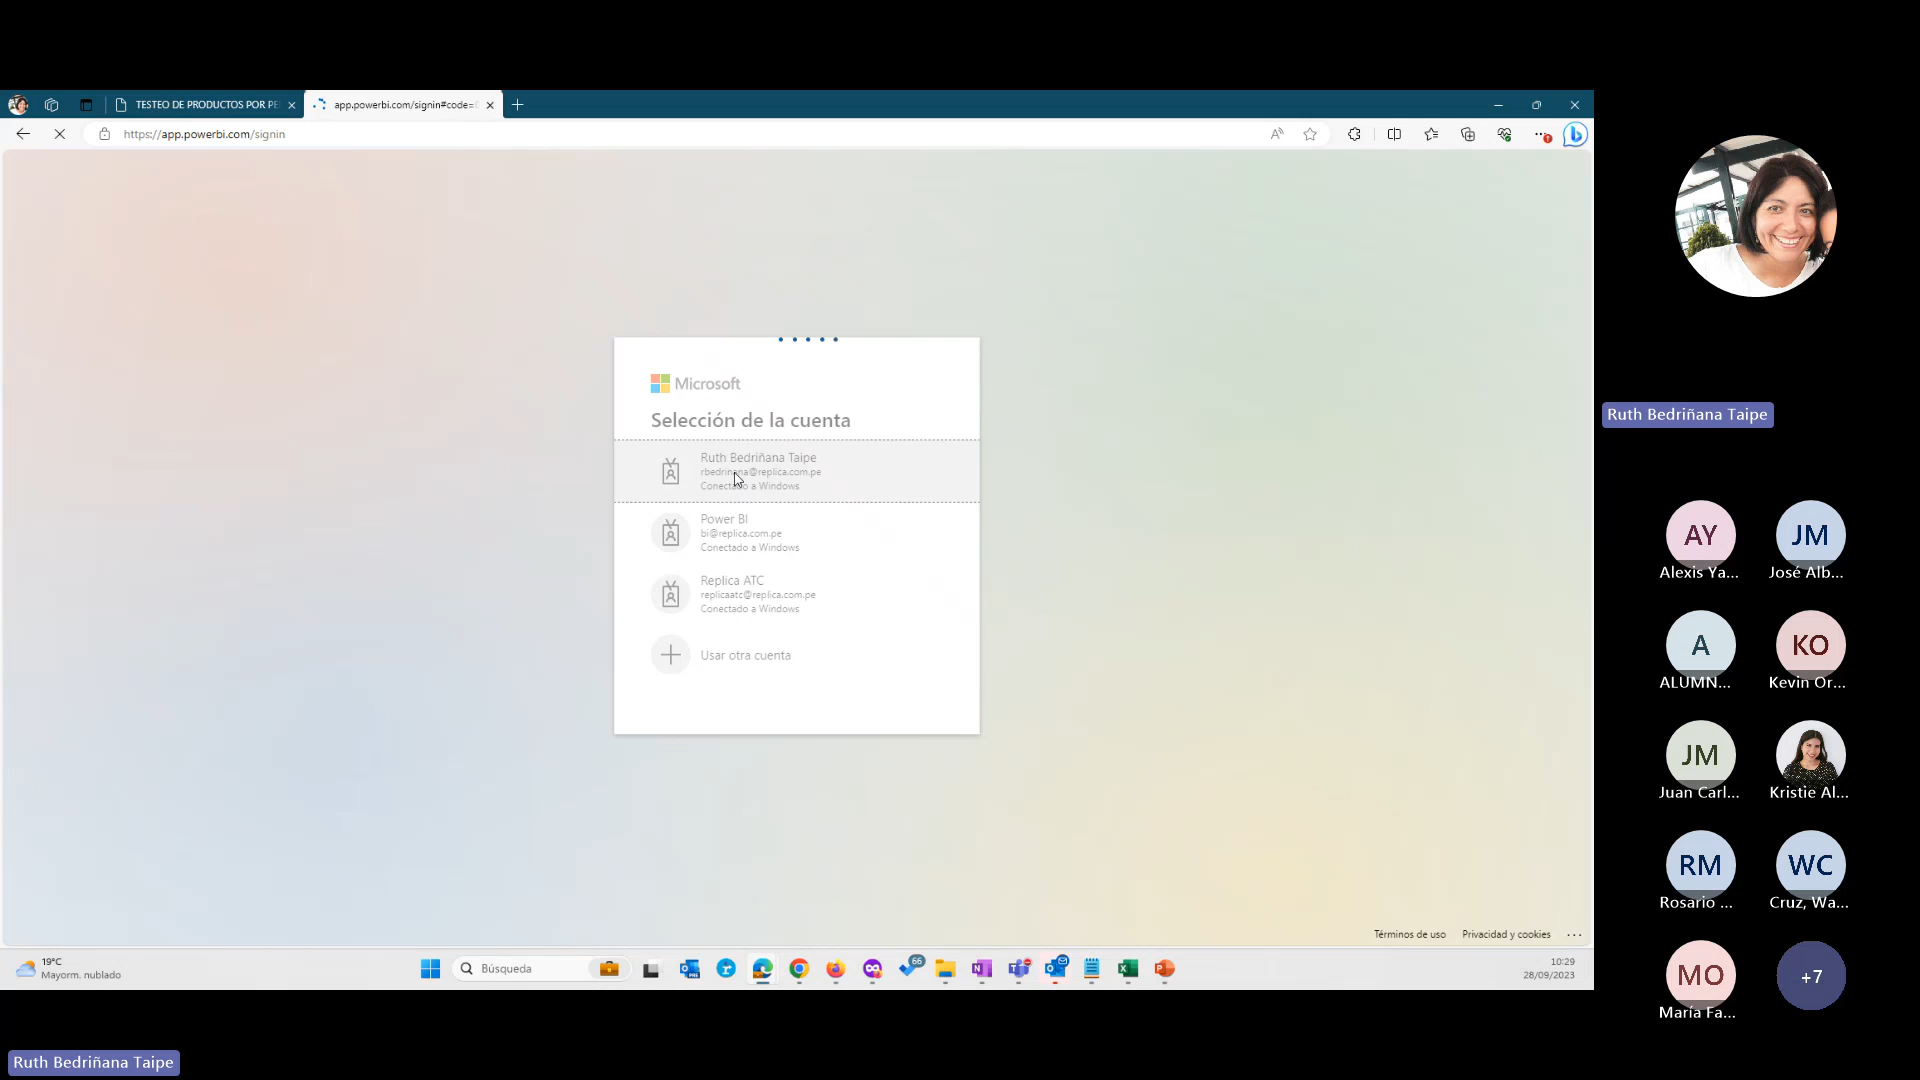 TESTEO DE PRODUCTOS POR PE
app.powerbi.com/signin#code=
https://app.powerbi.com/signin
Microsoft
Selección de la cuenta
Ruth Bedriñana Taipe
rbedrinana@replica.com.pe
Conectado a Windows
Power BI
bi@replica.com.pe
Conectado a Windows
Replica ATC
replicaatc@replica.com.pe
Conectado a Windows
Usar otra cuenta
Términos de uso Privacidad y cookies ...
19°C
Mayorm. nublado
Búsqueda
66
10:29
28/09/2023
Ruth Bedriñana Taipe
AY JM
Alexis Ya... José Alb...
A KO
ALUMN... Kevin Or...
JM
Juan Carl... Kristie Al...
RM WC
Rosario ... Cruz, Wa...
MO +7
María Fa...
Ruth Bedriñana Taipe